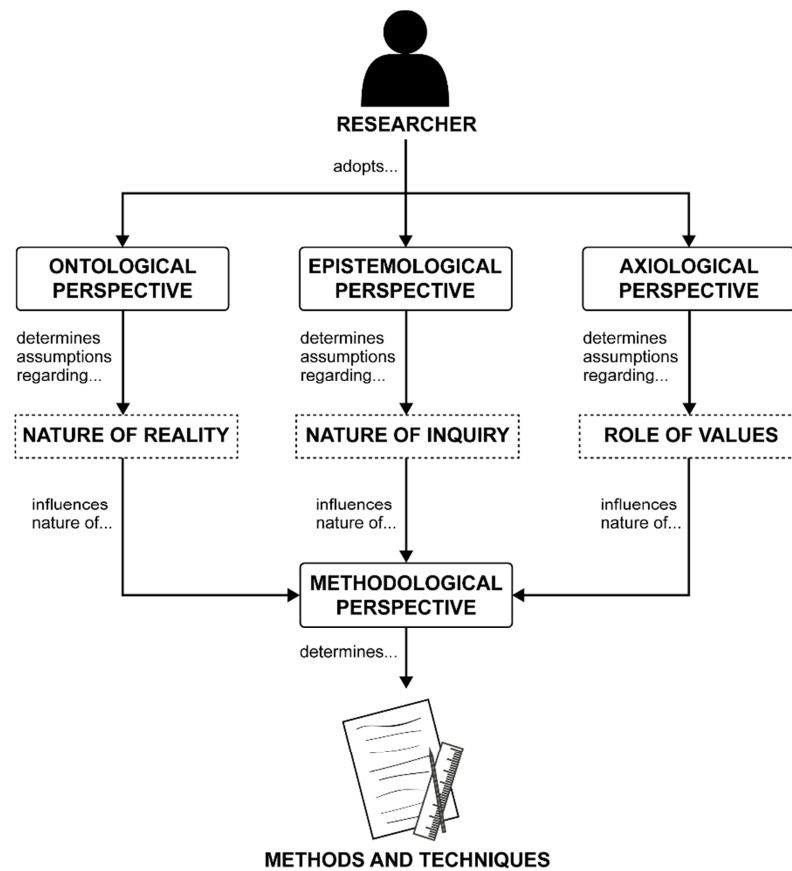 RESEARCHER
adopts...
ONTOLOGICAL
PERSPECTIVE
EPISTEMOLOGICAL
PERSPECTIVE
AXIOLOGICAL
PERSPECTIVE
determines
assumptions
regarding...
determines
assumptions
regarding...
determines
assumptions
regarding...
NATURE OF REALITY
NATURE OF INQUIRY
ROLE OF VALUES
influences
nature of...
influences
nature of...
influences
nature of...
METHODOLOGICAL
PERSPECTIVE
determines...
METHODS AND TECHNIQUES